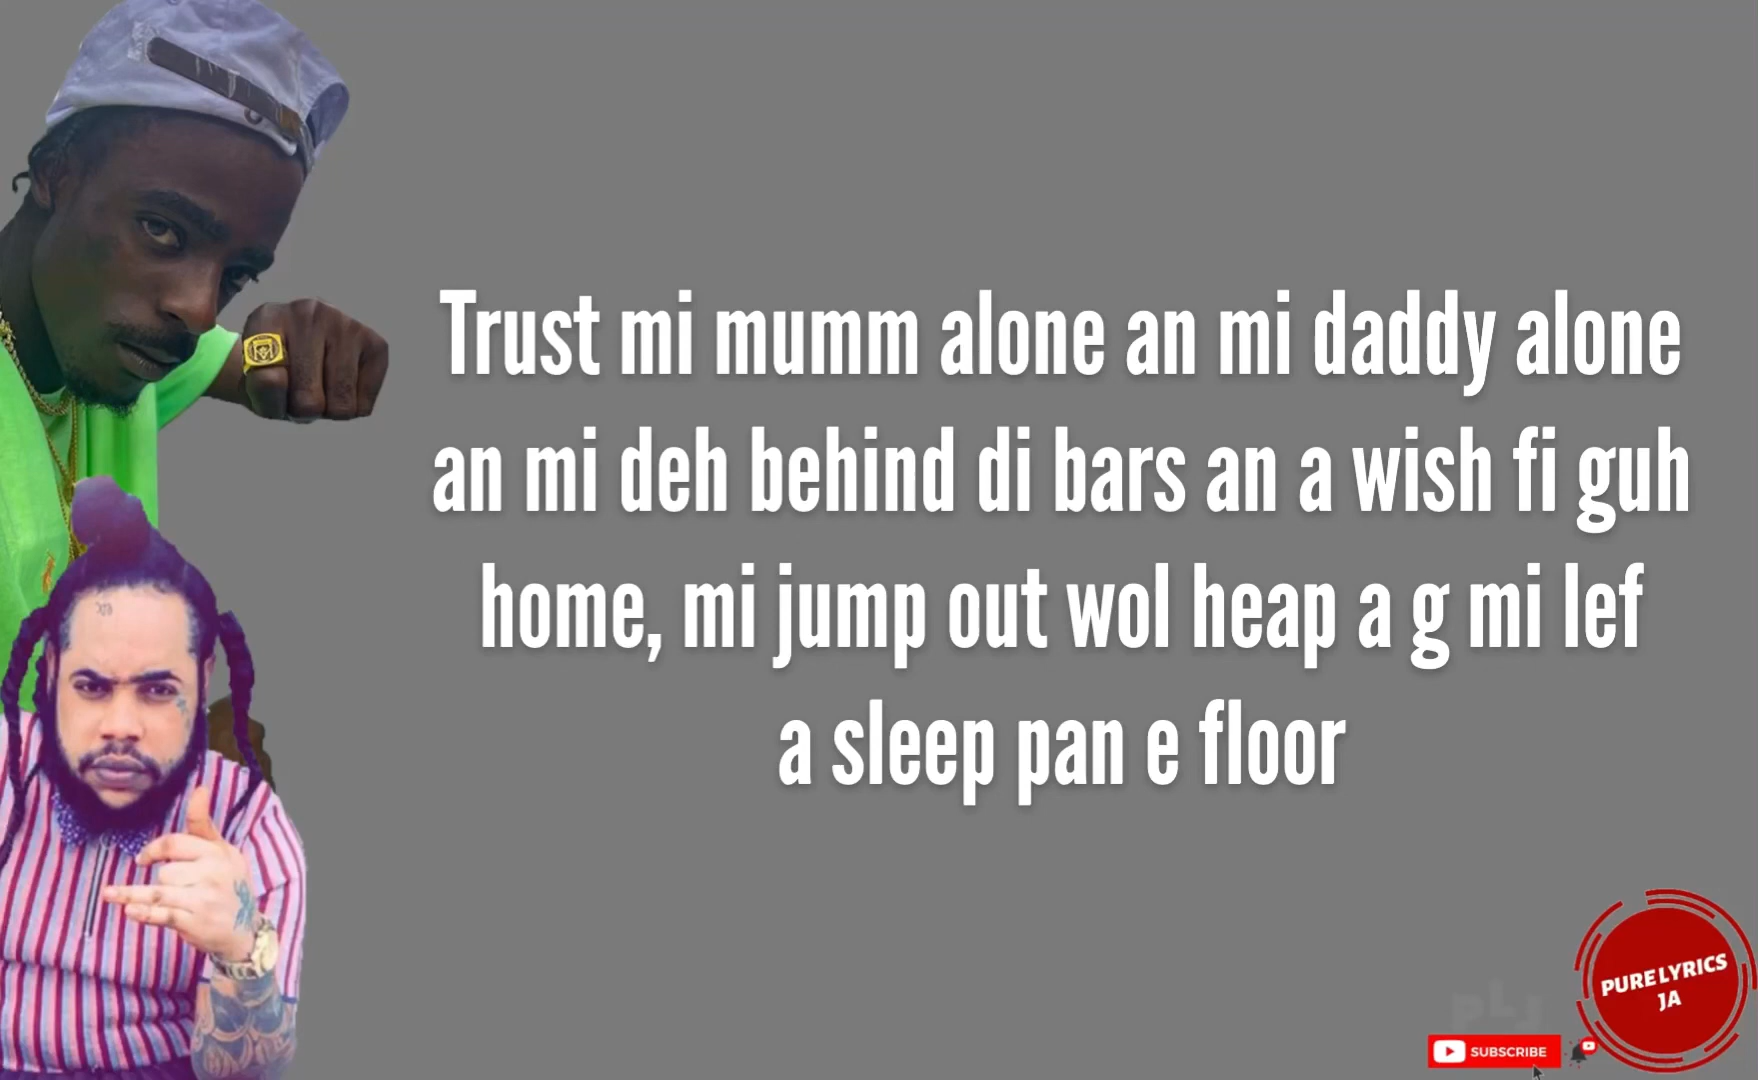 Trust mi mumm alone an mi daddy alone
an mi deh behind di bars an a wish fi guh
home, mi jump out wol heap a g mi lef
a sleep pan e floor
PURE LYRICS
JA
PLJ
SUBSCRIBE